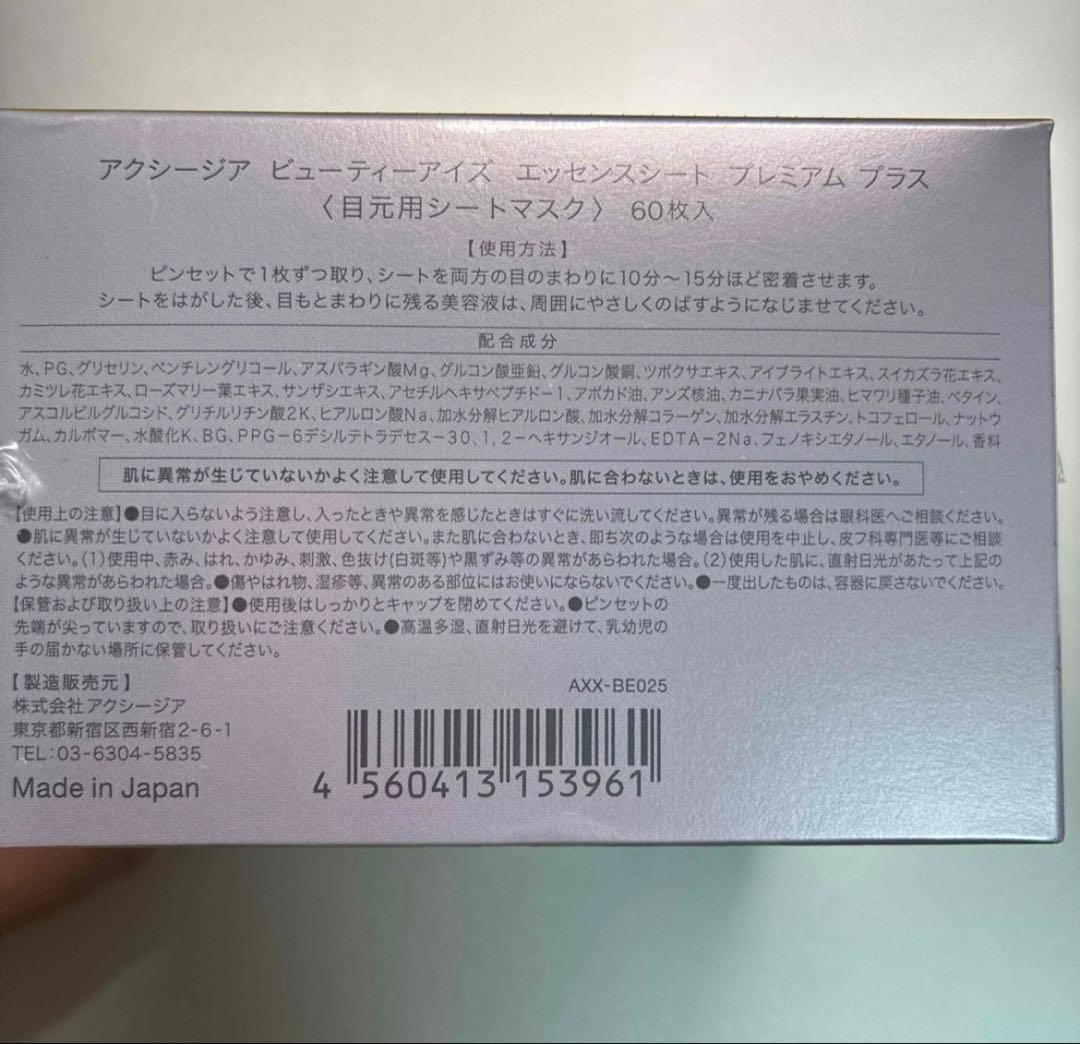 アクシージア ビューティーアイズ エッセンスシート プレミアム プラス
〈目元用シートマスク〉 60枚入
【使用方法】
ピンセットで1枚ずつ取り、シートを両方の目のまわりに10分～15分ほど密着させます。
シートをはがした後、目もとまわりに残る美容液は、周囲にやさしくのばすようになじませてください。
配合成分
水、PG、グリセリン、ペンチレングリコール、アスパラギン酸Mg、グルコン酸亜鉛、グルコン酸銅、ツボクサエキス、アイブライトエキス、スイカズラ花エキス、
カミツレ花エキス、ローズマリー葉エキス、サンザシエキス、アセチルヘキサペプチド－1、アボカド油、アンズ核油、カニナバラ果実油、ヒマワリ種子油、ベタイン、
アスコルビルグルコシド、グリチルリチン酸2K、ヒアルロン酸Na、加水分解ヒアルロン酸、加水分解コラーゲン、加水分解エラスチン、トコフェロール、ナットウ
ガム、カルボマー、水酸化K、BG、PPG－6デシルテトラデセス－30、1，2－ヘキサンジオール、EDTA－2Na、フェノキシエタノール、エタノール、香料
肌に異常が生じていないかよく注意して使用してください。肌に合わないときは、使用をおやめください。
【使用上の注意】●目に入らないよう注意し、入ったときや異常を感じたときはすぐに洗い流してください。異常が残る場合は眼科医へご相談ください。
●肌に異常が生じていないかよく注意して使用してください。また肌に合わないとき、即ち次のような場合は使用を中止し、皮フ科専門医等にご相談
ください。(1)使用中、赤み、はれ、かゆみ、刺激、色抜け(白斑等)や黒ずみ等の異常があらわれた場合。(2)使用した肌に、直射日光があたって上記の
ような異常があらわれた場合。●傷やはれ物、湿疹等、異常のある部位にはお使いにならないでください。●一度出したものは、容器に戻さないでください。
【保管および取り扱い上の注意】●使用後はしっかりとキャップを閉めてください。●ピンセットの
先端が尖っていますので、取り扱いにご注意ください。●高温多湿、直射日光を避けて、乳幼児の
手の届かない場所に保管してください。
【製造販売元】
株式会社アクシージア
東京都新宿区西新宿2-6-1
TEL:03-6304-5835
Made in Japan
AXX-BE025
4 560413 153961